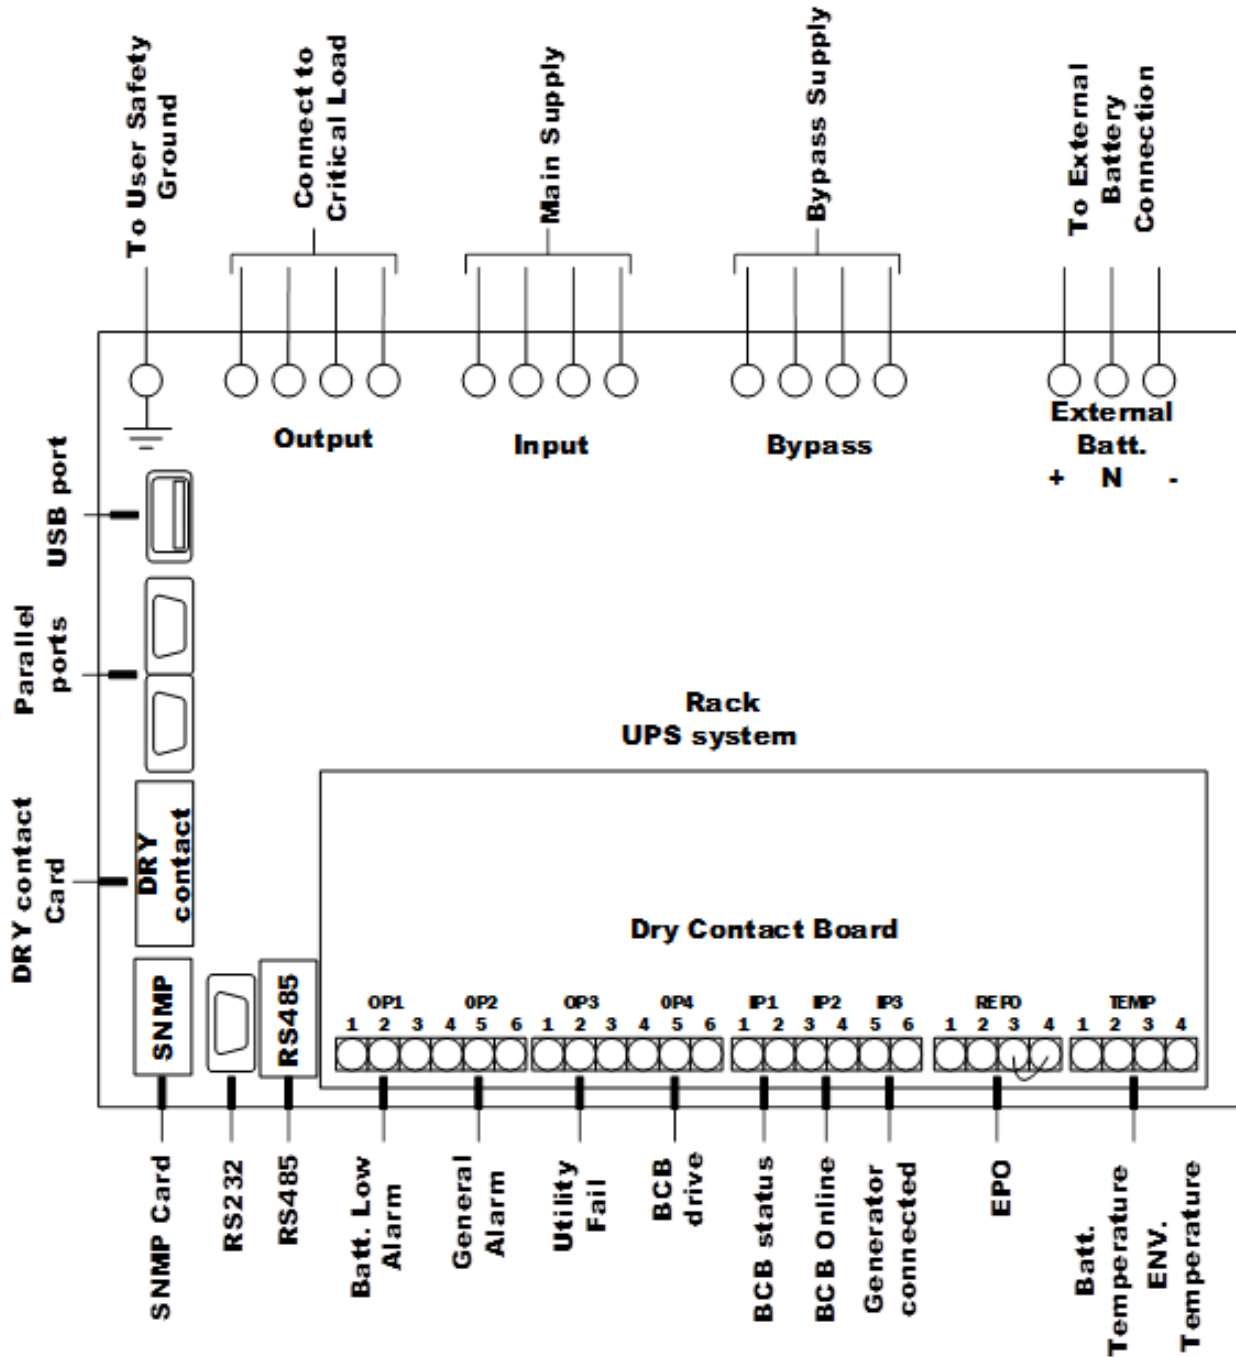 To User Safety
Ground
Connect to
Critical Load
Main Supply
Bypass Supply
To External
Battery
Connection
Output
Input
Bypass
External
Batt.
+ N -
USB port
Parallel
ports
DRY contact
Card
DRY
contact
SNMP
RS485
Rack
UPS system
Dry Contact Board
OP1 OP2 OP3 OP4 IP1 IP2 IP3 REPO TEMP
1 2 3 4 5 6 1 2 3 4 5 6 1 2 3 4 5 6 1 2 3 4 1 2 3 4
SNMP Card
RS232
RS485
Batt. Low
Alarm
General
Alarm
Utility
Fail
BCB
drive
BCB status
BCB Online
Generator
connected
EPO
Batt.
Temperature
ENV.
Temperature